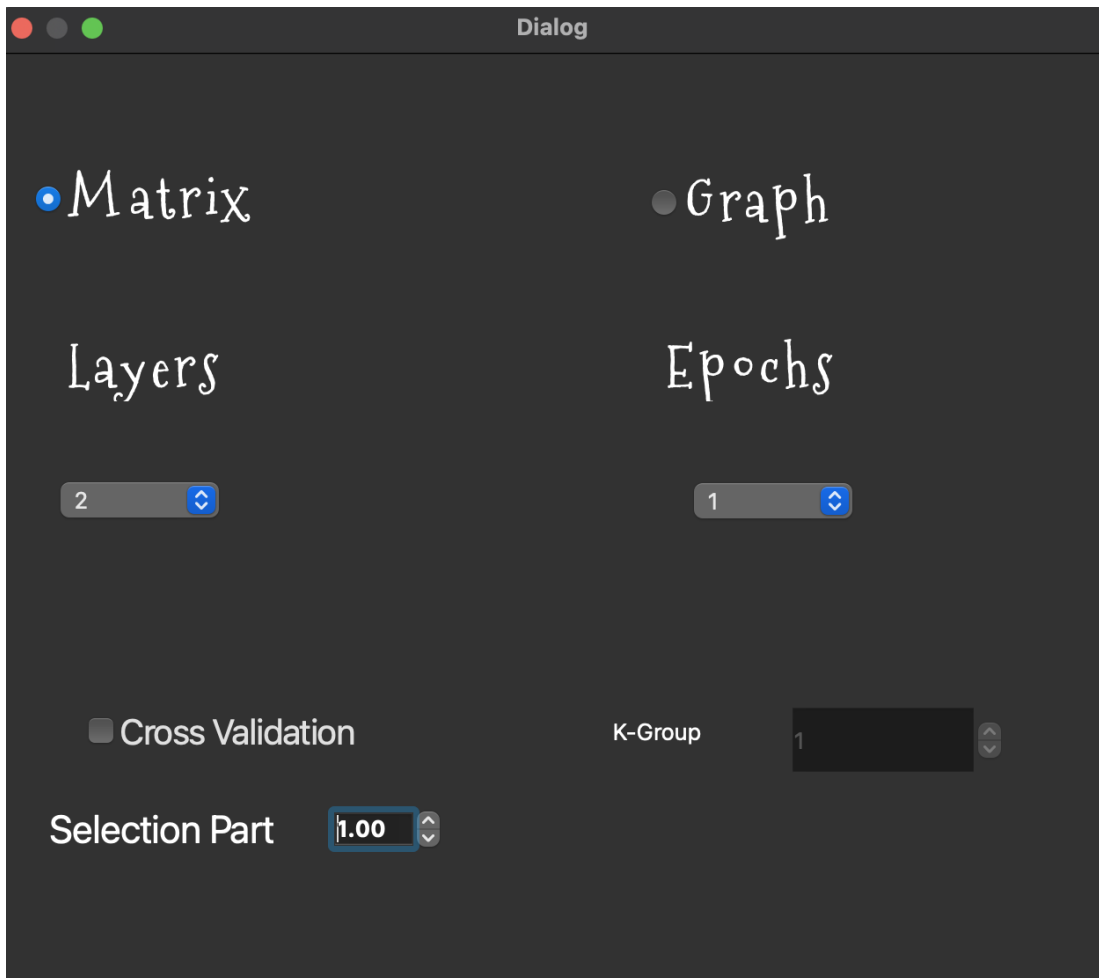 Dialog
Matrix Graph
Layers Epochs
2 1
Cross Validation K-Group 1
Selection Part 1.00